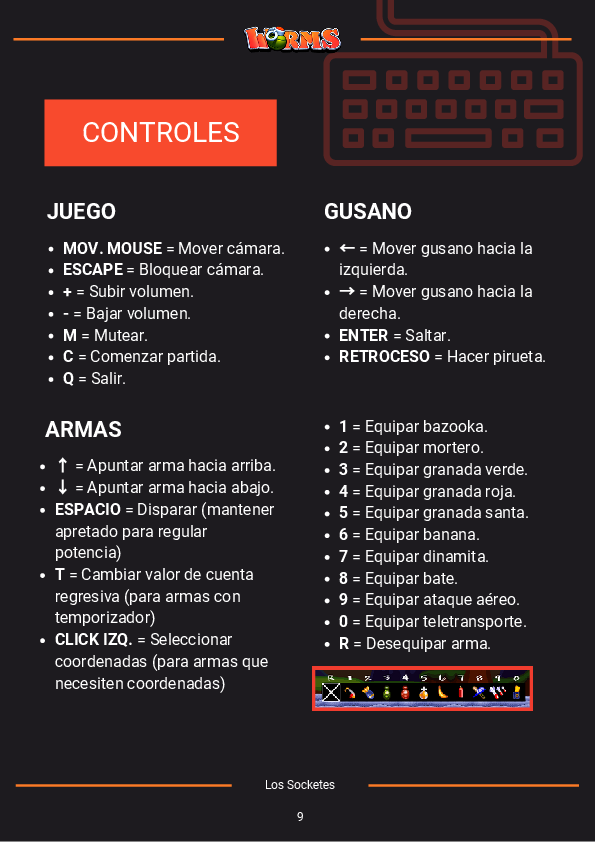 WORMS
CONTROLES
JUEGO
• MOV. MOUSE = Mover cámara.
• ESCAPE = Bloquear cámara.
• + = Subir volumen.
• - = Bajar volumen.
• M = Mutear.
• C = Comenzar partida.
• Q = Salir.
GUSANO
• ← = Mover gusano hacia la
izquierda.
• → = Mover gusano hacia la
derecha.
• ENTER = Saltar.
• RETROCESO = Hacer pirueta.
ARMAS
• ↑ = Apuntar arma hacia arriba.
• ↓ = Apuntar arma hacia abajo.
• ESPACIO = Disparar (mantener
apretado para regular
potencia)
• T = Cambiar valor de cuenta
regresiva (para armas con
temporizador)
• CLICK IZQ. = Seleccionar
coordenadas (para armas que
necesiten coordenadas)
• 1 = Equipar bazooka.
• 2 = Equipar mortero.
• 3 = Equipar granada verde.
• 4 = Equipar granada roja.
• 5 = Equipar granada santa.
• 6 = Equipar banana.
• 7 = Equipar dinamita.
• 8 = Equipar bate.
• 9 = Equipar ataque aéreo.
• 0 = Equipar teletransporte.
• R = Desequipar arma.
R 1 2 3 4 5 6 7 8 9 0
Los Socketes
9